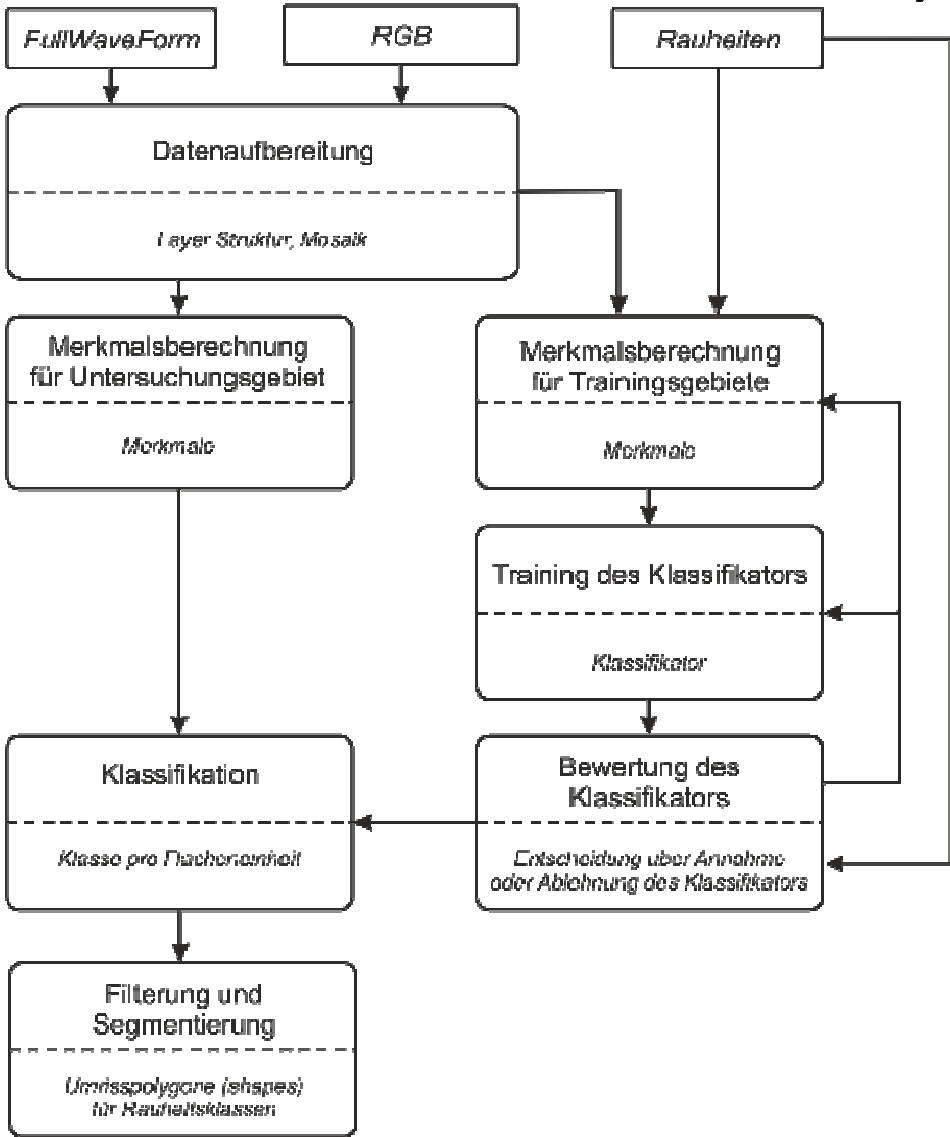 FullWaveForm
RGB
Rauheiten
Datenaufbereitung
Layer Struktur, Mosaik
Merkmalsberechnung
für Untersuchungsgebiet
Merkmale
Merkmalsberechnung
für Trainingsgebiete
Merkmale
Training des Klassifikators
Klassifikator
Klassifikation
Klasse pro Flächeneinheit
Bewertung des
Klassifikators
Entscheidung über Annahme
oder Ablehnung des Klassifikators
Filterung und
Segmentierung
Umrisspolygone (shapes)
für Rauheitsklassen